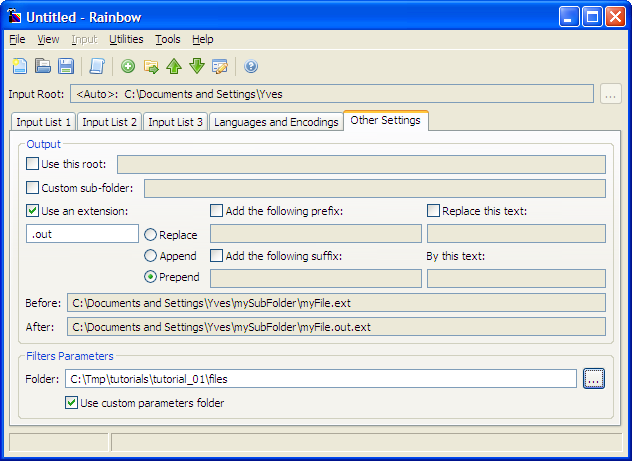 Untitled - Rainbow
File View Input Utilities Tools Help
Input Root: <Auto>: C:\Documents and Settings\Yves ...
Input List 1 Input List 2 Input List 3 Languages and Encodings Other Settings
Output
Use this root:
Custom sub-folder:
Use an extension: Add the following prefix: Replace this text:
.out Replace
Append Add the following suffix: By this text:
Prepend
Before: C:\Documents and Settings\Yves\mySubFolder\myFile.ext
After: C:\Documents and Settings\Yves\mySubFolder\myFile.out.ext
Filters Parameters
Folder: C:\Tmp\tutorials\tutorial_01\files ...
Use custom parameters folder